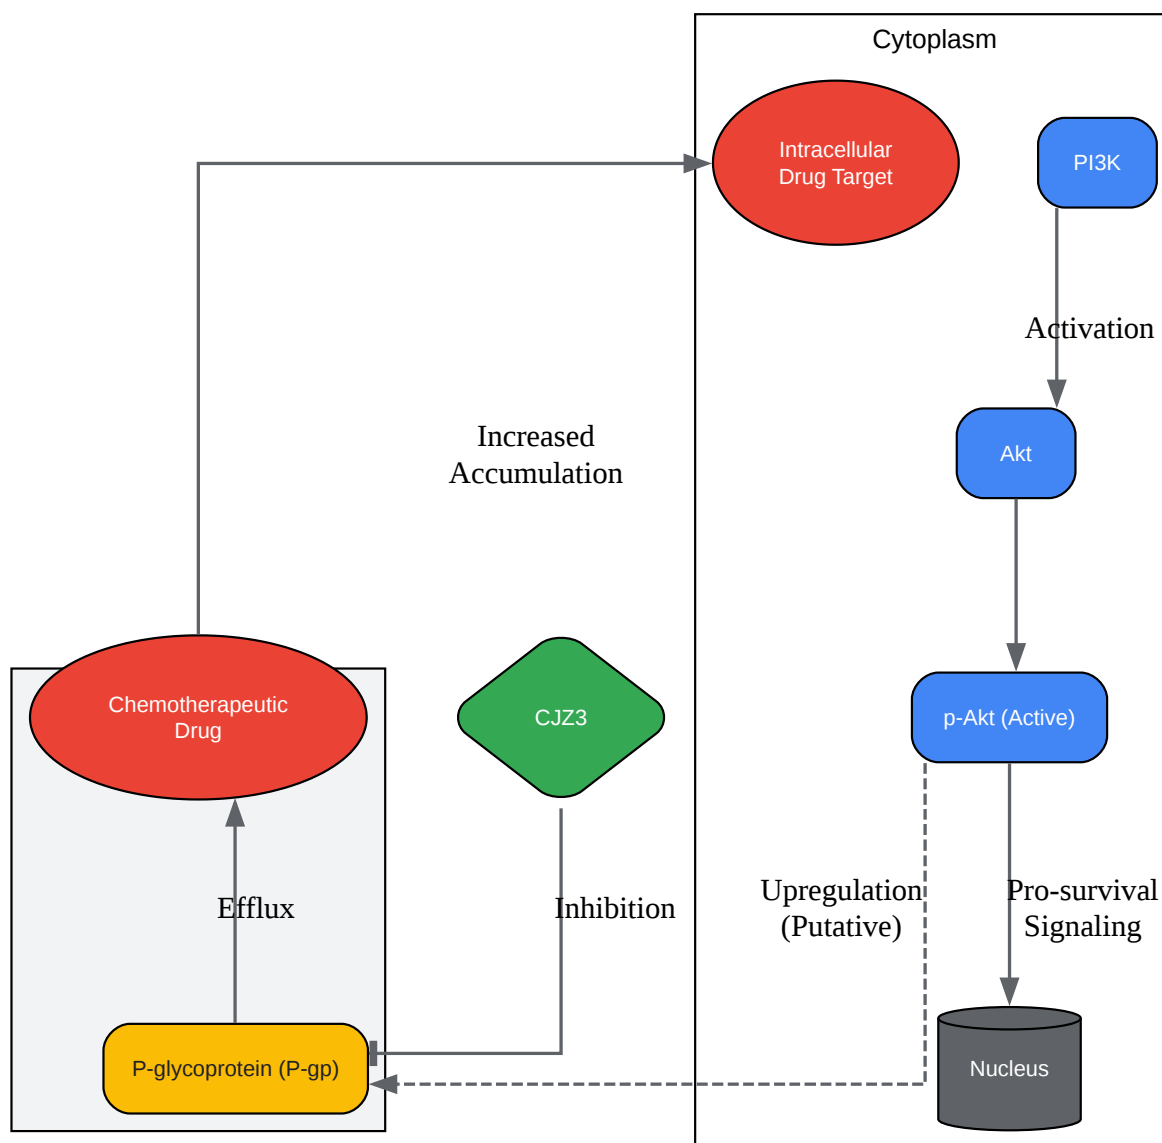 Cytoplasm
Intracellular
Drug Target
PI3K
Activation
Increased
Accumulation
Akt
Chemotherapeutic
Drug
CJZ3
p-Akt (Active)
Efflux
Inhibition
Upregulation
(Putative)
Pro-survival
Signaling
P-glycoprotein (P-gp)
Nucleus